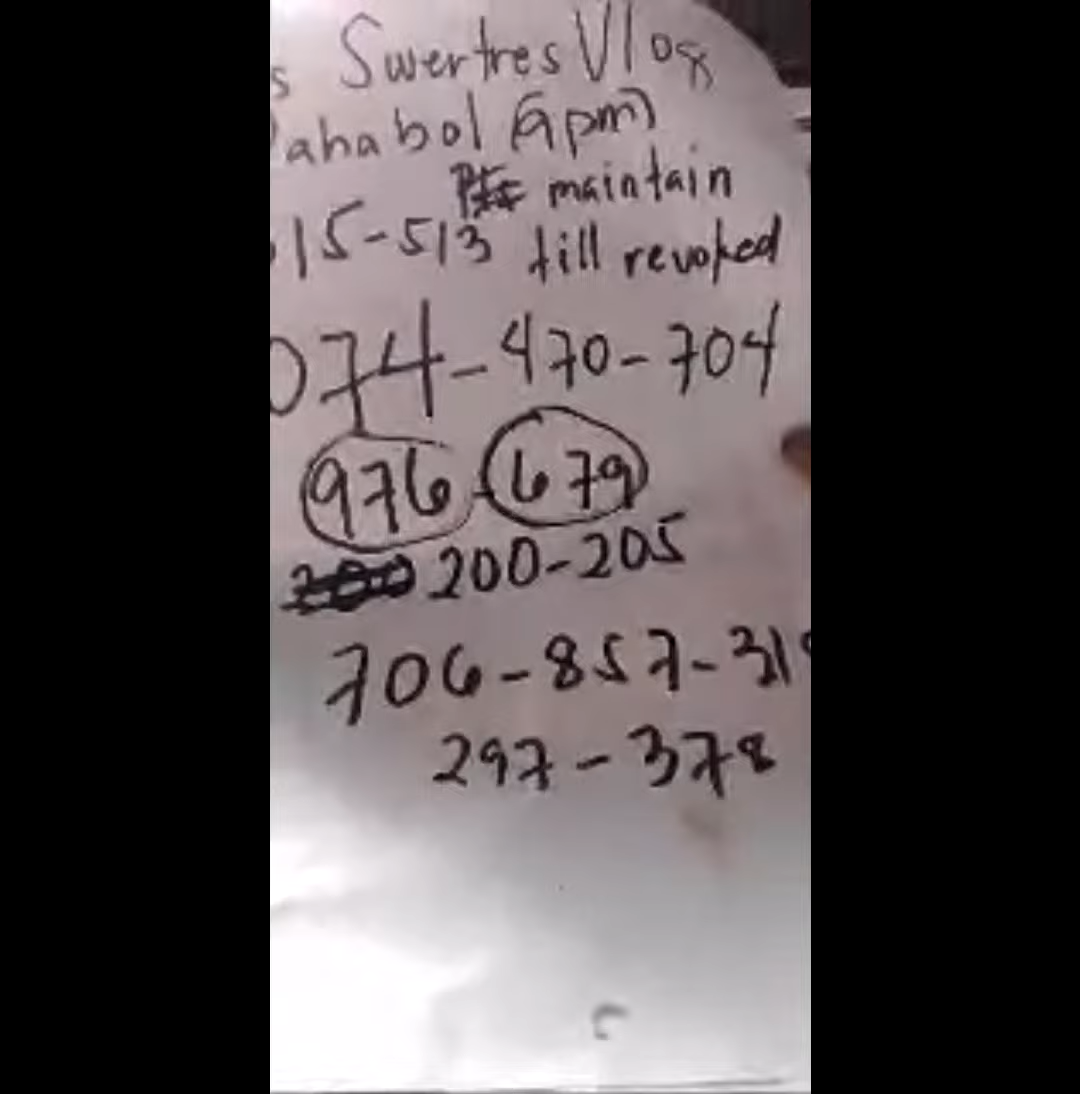 s Swertres Vlog
ahabol (9pm)
maintain
15-513 till revoked
074-470-704
976-679
200-205
706-857-31
297-378